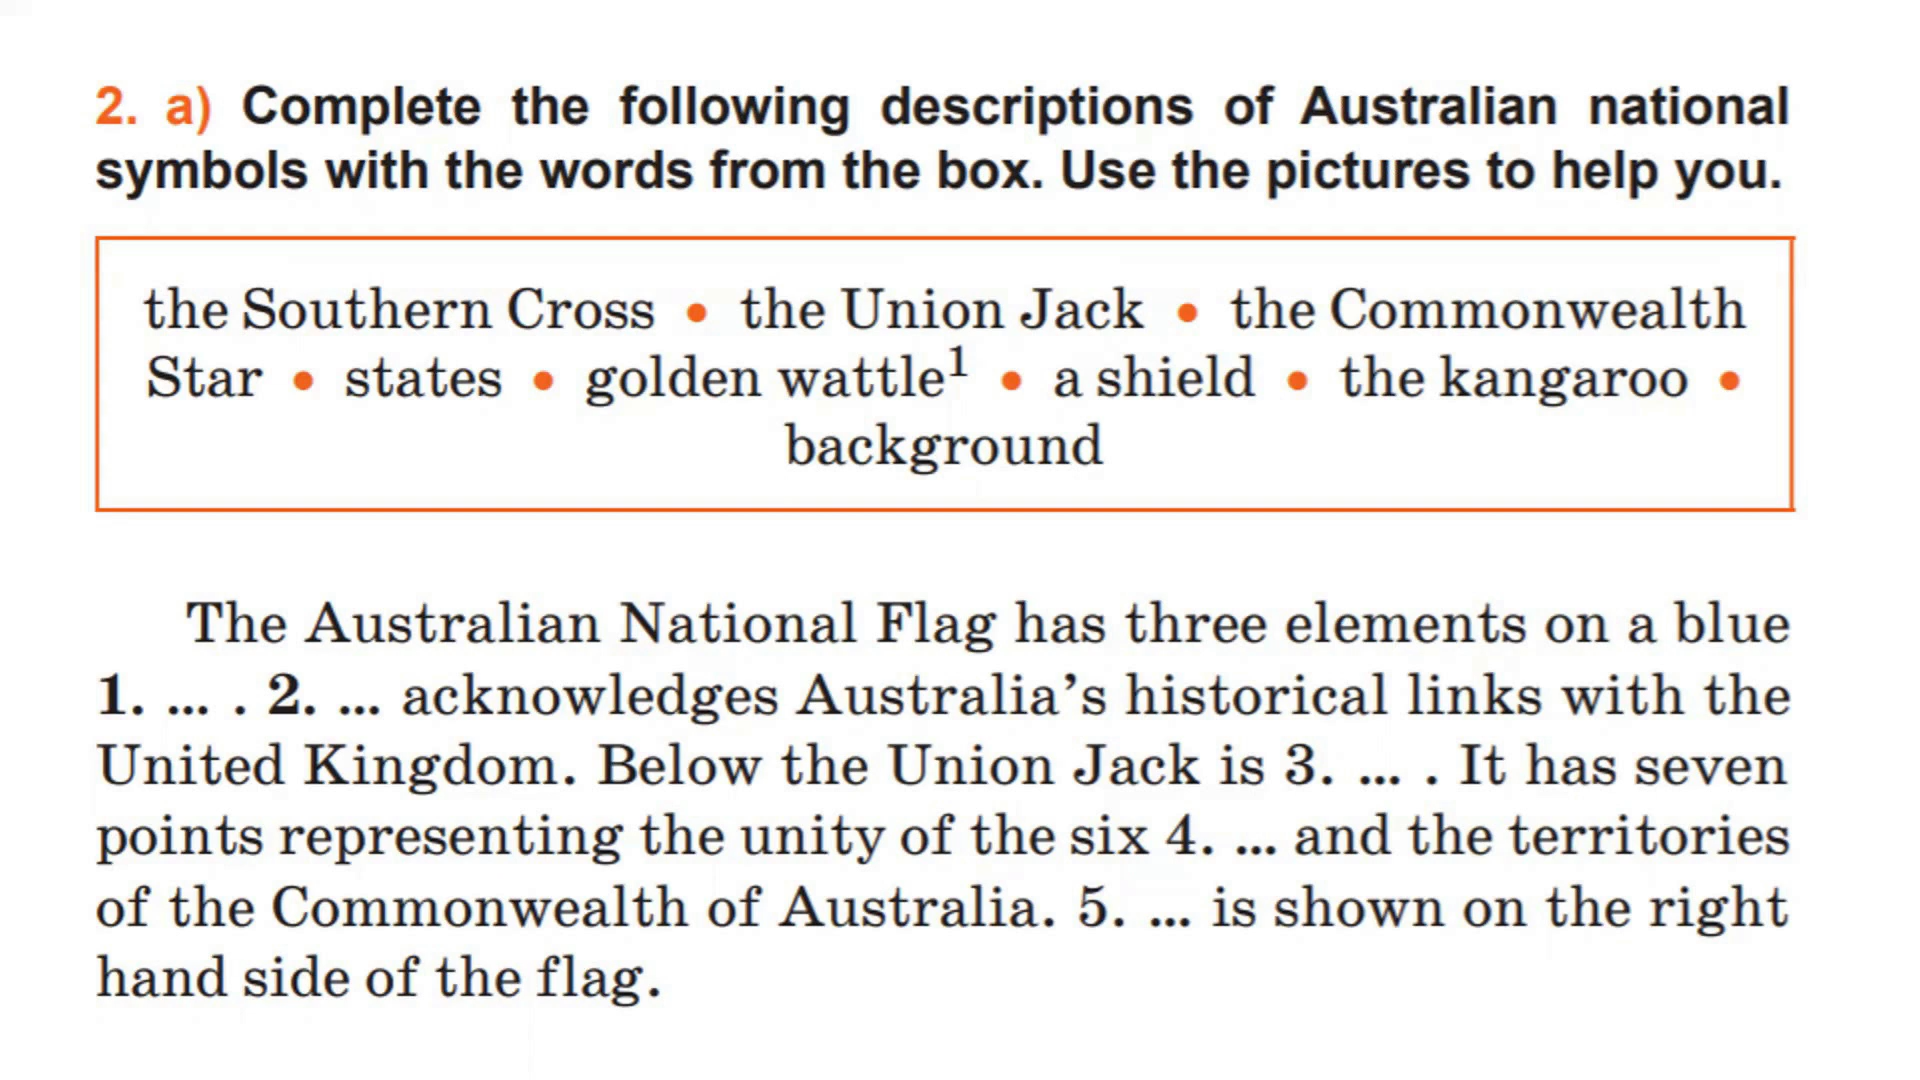 2. a) Complete the following descriptions of Australian national
symbols with the words from the box. Use the pictures to help you.
the Southern Cross • the Union Jack • the Commonwealth
Star • states • golden wattle¹ • a shield • the kangaroo •
background
The Australian National Flag has three elements on a blue
1. ... . 2. ... acknowledges Australia’s historical links with the
United Kingdom. Below the Union Jack is 3. ... . It has seven
points representing the unity of the six 4. ... and the territories
of the Commonwealth of Australia. 5. ... is shown on the right
hand side of the flag.